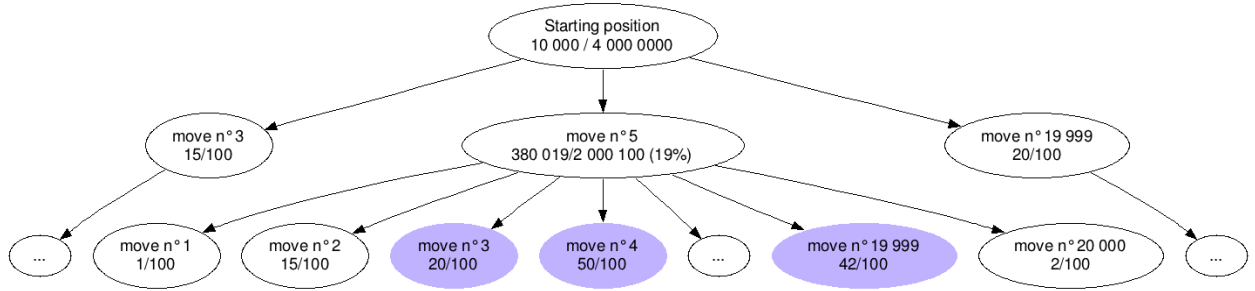 Starting position
10 000 / 4 000 0000
move n°3
15/100
move n°5
380 019/2 000 100 (19%)
move n°19 999
20/100
...
move n°1
1/100
move n°2
15/100
move n°3
20/100
move n°4
50/100
...
move n°19 999
42/100
move n°20 000
2/100
...